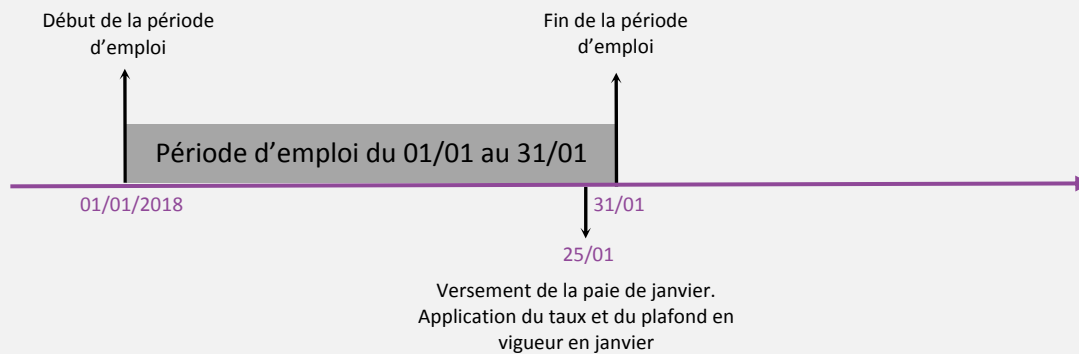 Début de la période
d’emploi
Fin de la période
d’emploi
Période d’emploi du 01/01 au 31/01
01/01/2018
31/01
25/01
Versement de la paie de janvier.
Application du taux et du plafond en
vigueur en janvier